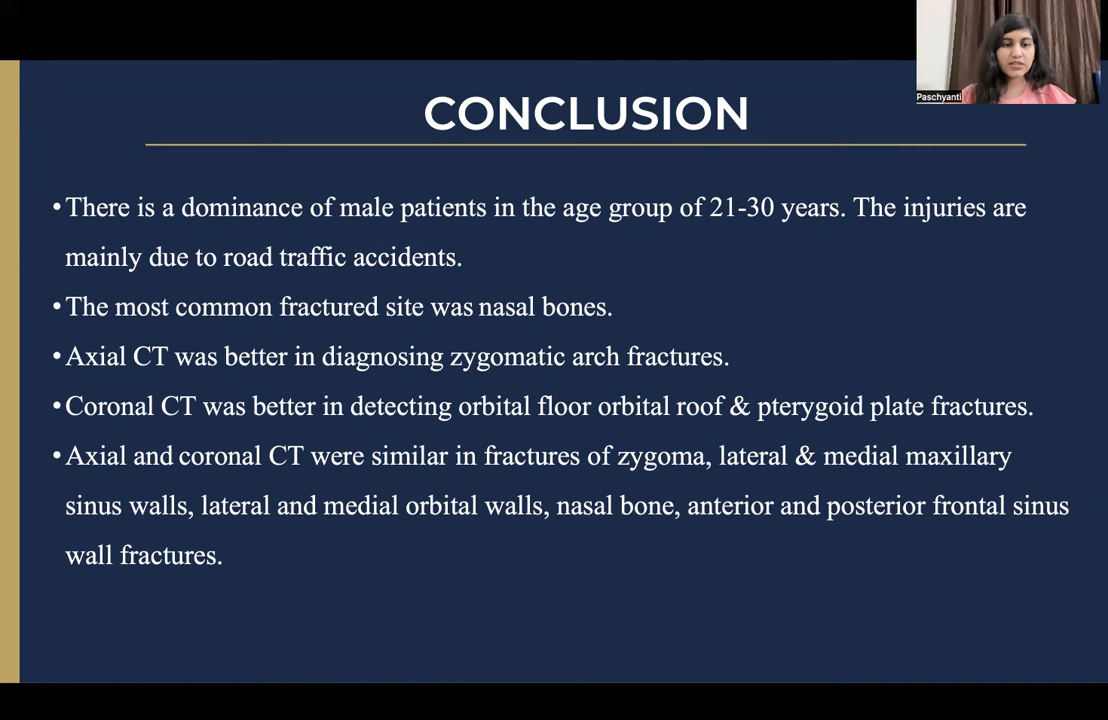 Paschyanti
CONCLUSION
• There is a dominance of male patients in the age group of 21-30 years. The injuries are
mainly due to road traffic accidents.
• The most common fractured site was nasal bones.
• Axial CT was better in diagnosing zygomatic arch fractures.
• Coronal CT was better in detecting orbital floor orbital roof & pterygoid plate fractures.
• Axial and coronal CT were similar in fractures of zygoma, lateral & medial maxillary
sinus walls, lateral and medial orbital walls, nasal bone, anterior and posterior frontal sinus
wall fractures.